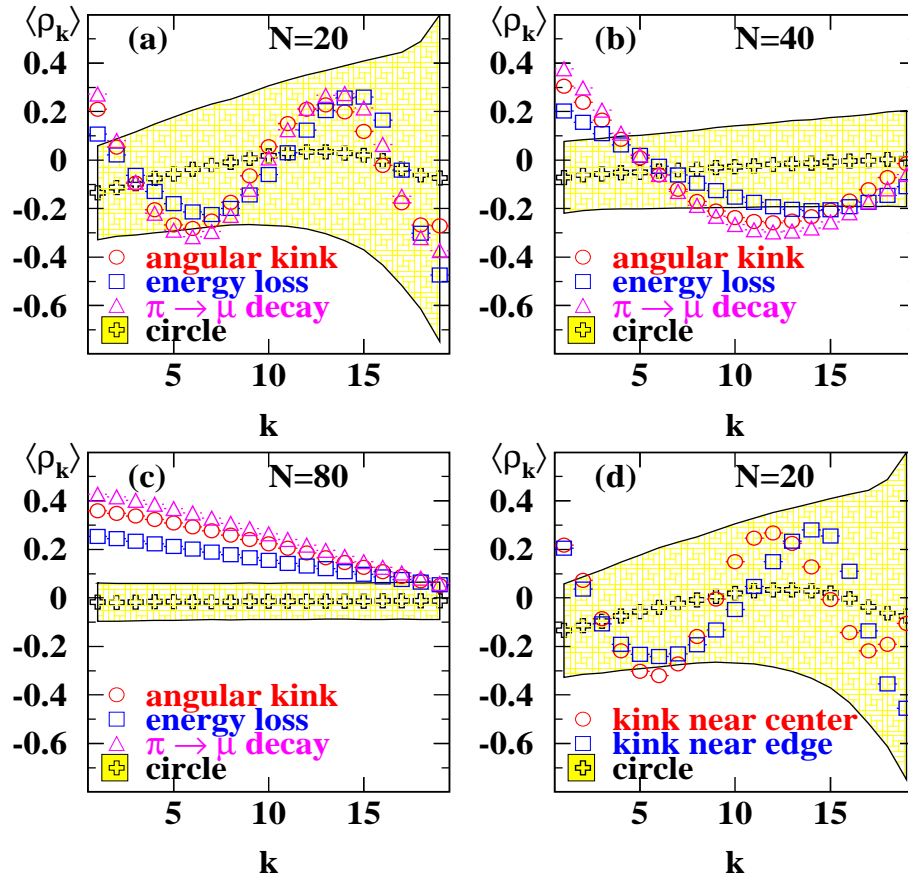 ⟨ρk⟩ (a) N=20
0.4
0.2
0
-0.2
-0.4
-0.6
angular kink
energy loss
π → μ decay
circle
5 10 15
k
⟨ρk⟩ (b) N=40
0.4
0.2
0
-0.2
-0.4
-0.6
angular kink
energy loss
π → μ decay
circle
5 10 15
k
⟨ρk⟩ (c) N=80
0.4
0.2
0
-0.2
-0.4
-0.6
angular kink
energy loss
π → μ decay
circle
5 10 15
k
⟨ρk⟩ (d) N=20
0.4
0.2
0
-0.2
-0.4
-0.6
kink near center
kink near edge
circle
5 10 15
k